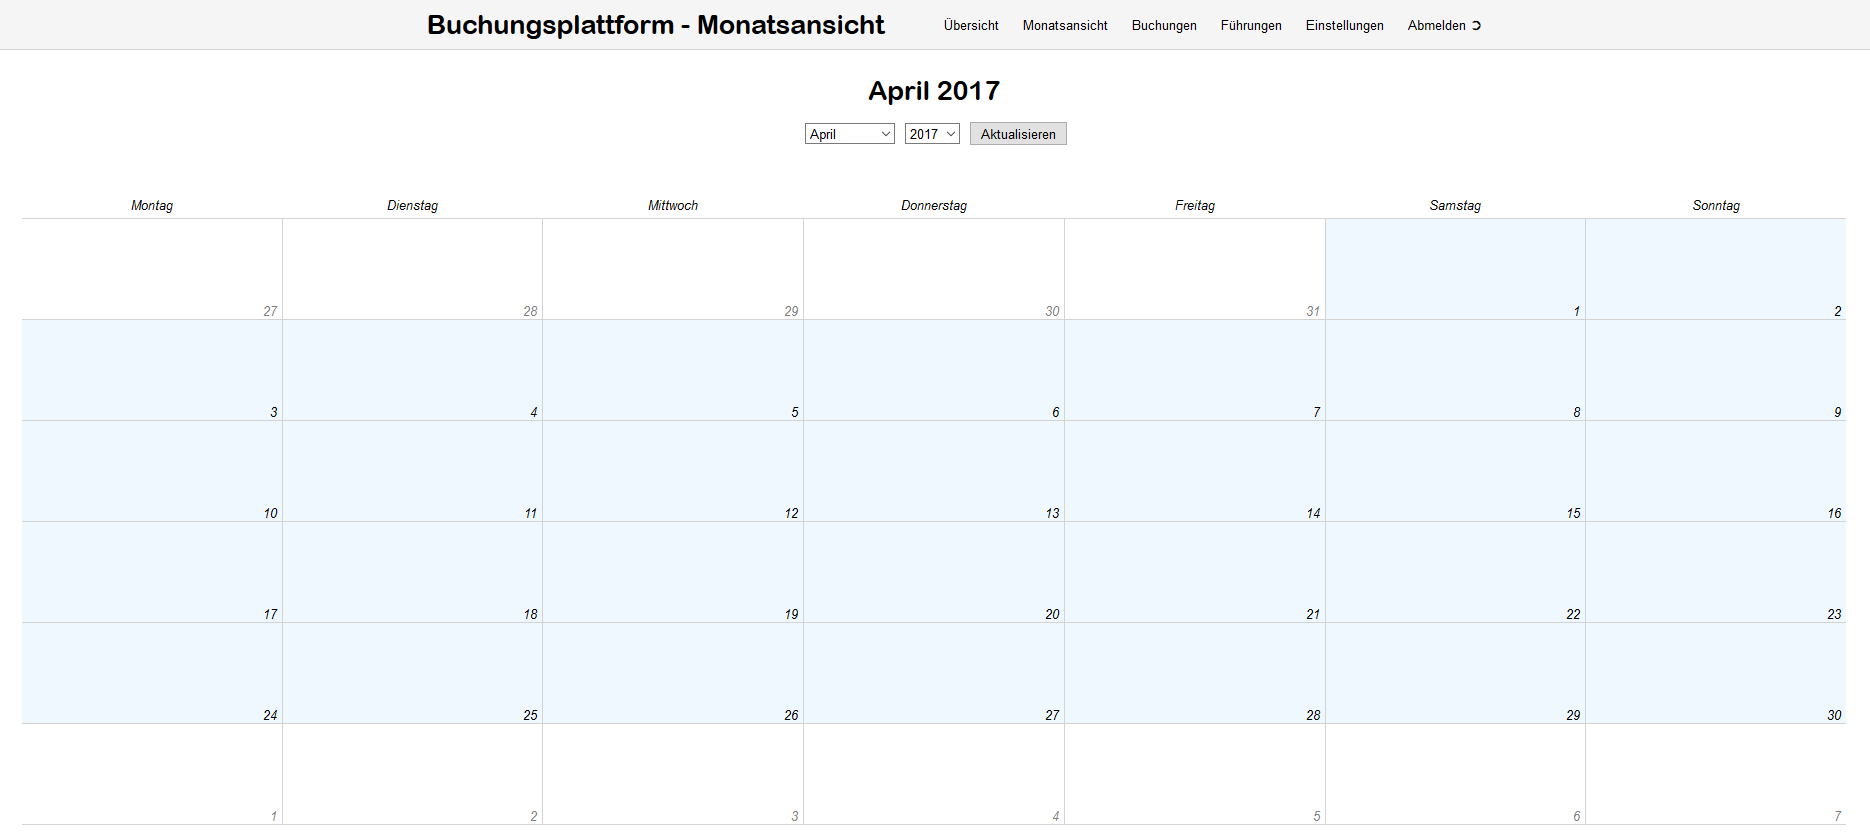 Buchungsplattform - Monatsansicht Übersicht Monatsansicht Buchungen Führungen Einstellungen Abmelden ➲
April 2017
April 2017 Aktualisieren
Montag Dienstag Mittwoch Donnerstag Freitag Samstag Sonntag
27 28 29 30 31 1 2
3 4 5 6 7 8 9
10 11 12 13 14 15 16
17 18 19 20 21 22 23
24 25 26 27 28 29 30
1 2 3 4 5 6 7